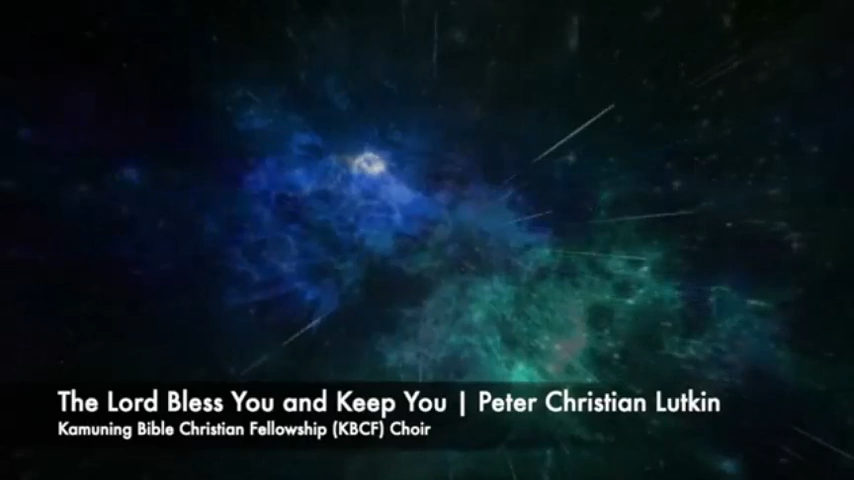 The Lord Bless You and Keep You | Peter Christian Lutkin
Kamuning Bible Christian Fellowship (KBCF) Choir